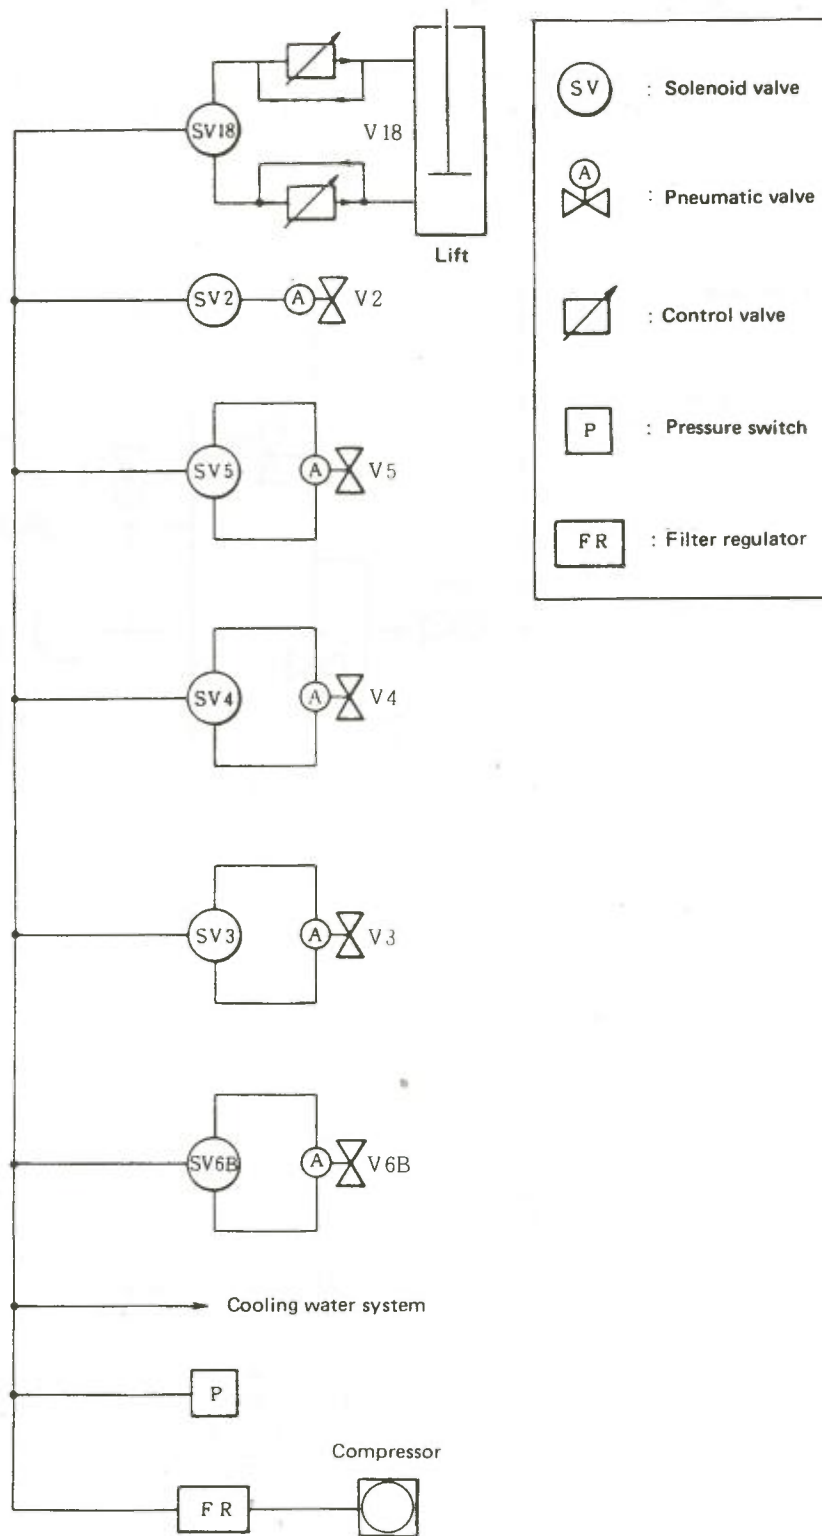 SV18
V18
Lift
SV2
A
V2
SV5
A
V5
SV4
A
V4
SV3
A
V3
SV6B
A
V6B
Cooling water system
P
Compressor
FR
SV
: Solenoid valve
A
: Pneumatic valve
: Control valve
P
: Pressure switch
FR
: Filter regulator